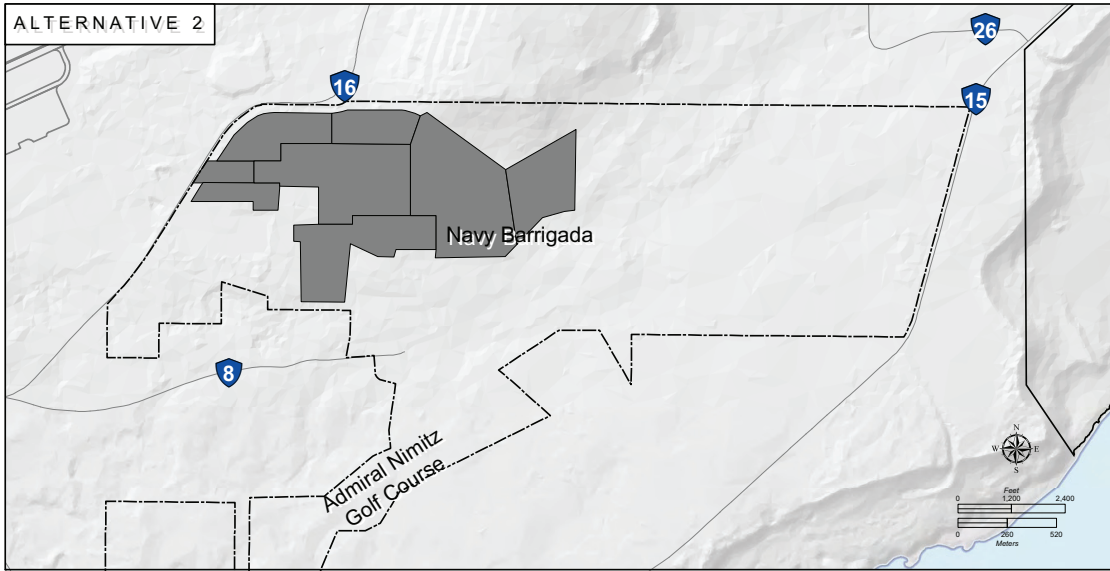 ALTERNATIVE 2
26
16
15
Navy Barrigada
8
Admiral Nimitz
Golf Course
N
W E
S
Feet
0 1,200 2,400
0 260 520
Meters